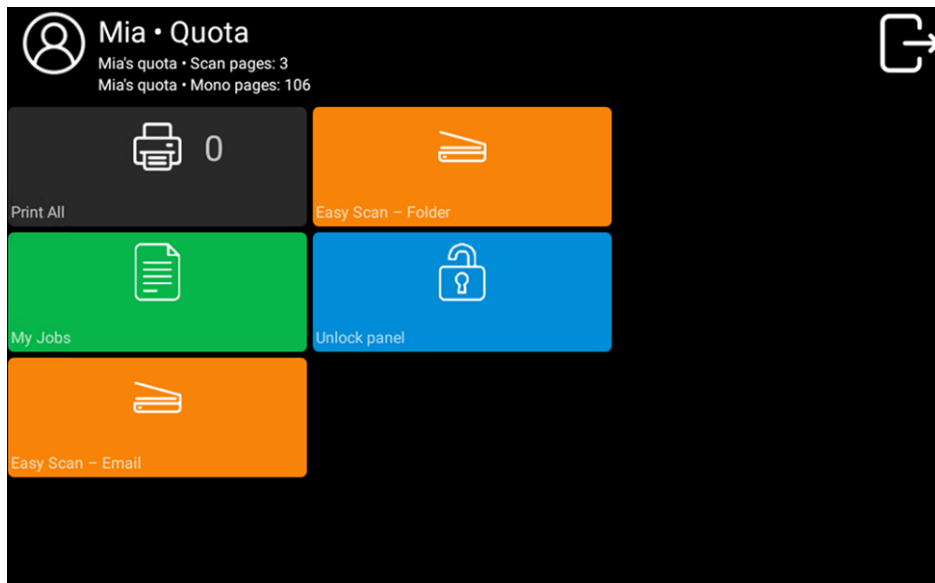 Mia • Quota
Mia's quota • Scan pages: 3
Mia's quota • Mono pages: 106
0
Print All
Easy Scan – Folder
My Jobs
Unlock panel
Easy Scan – Email